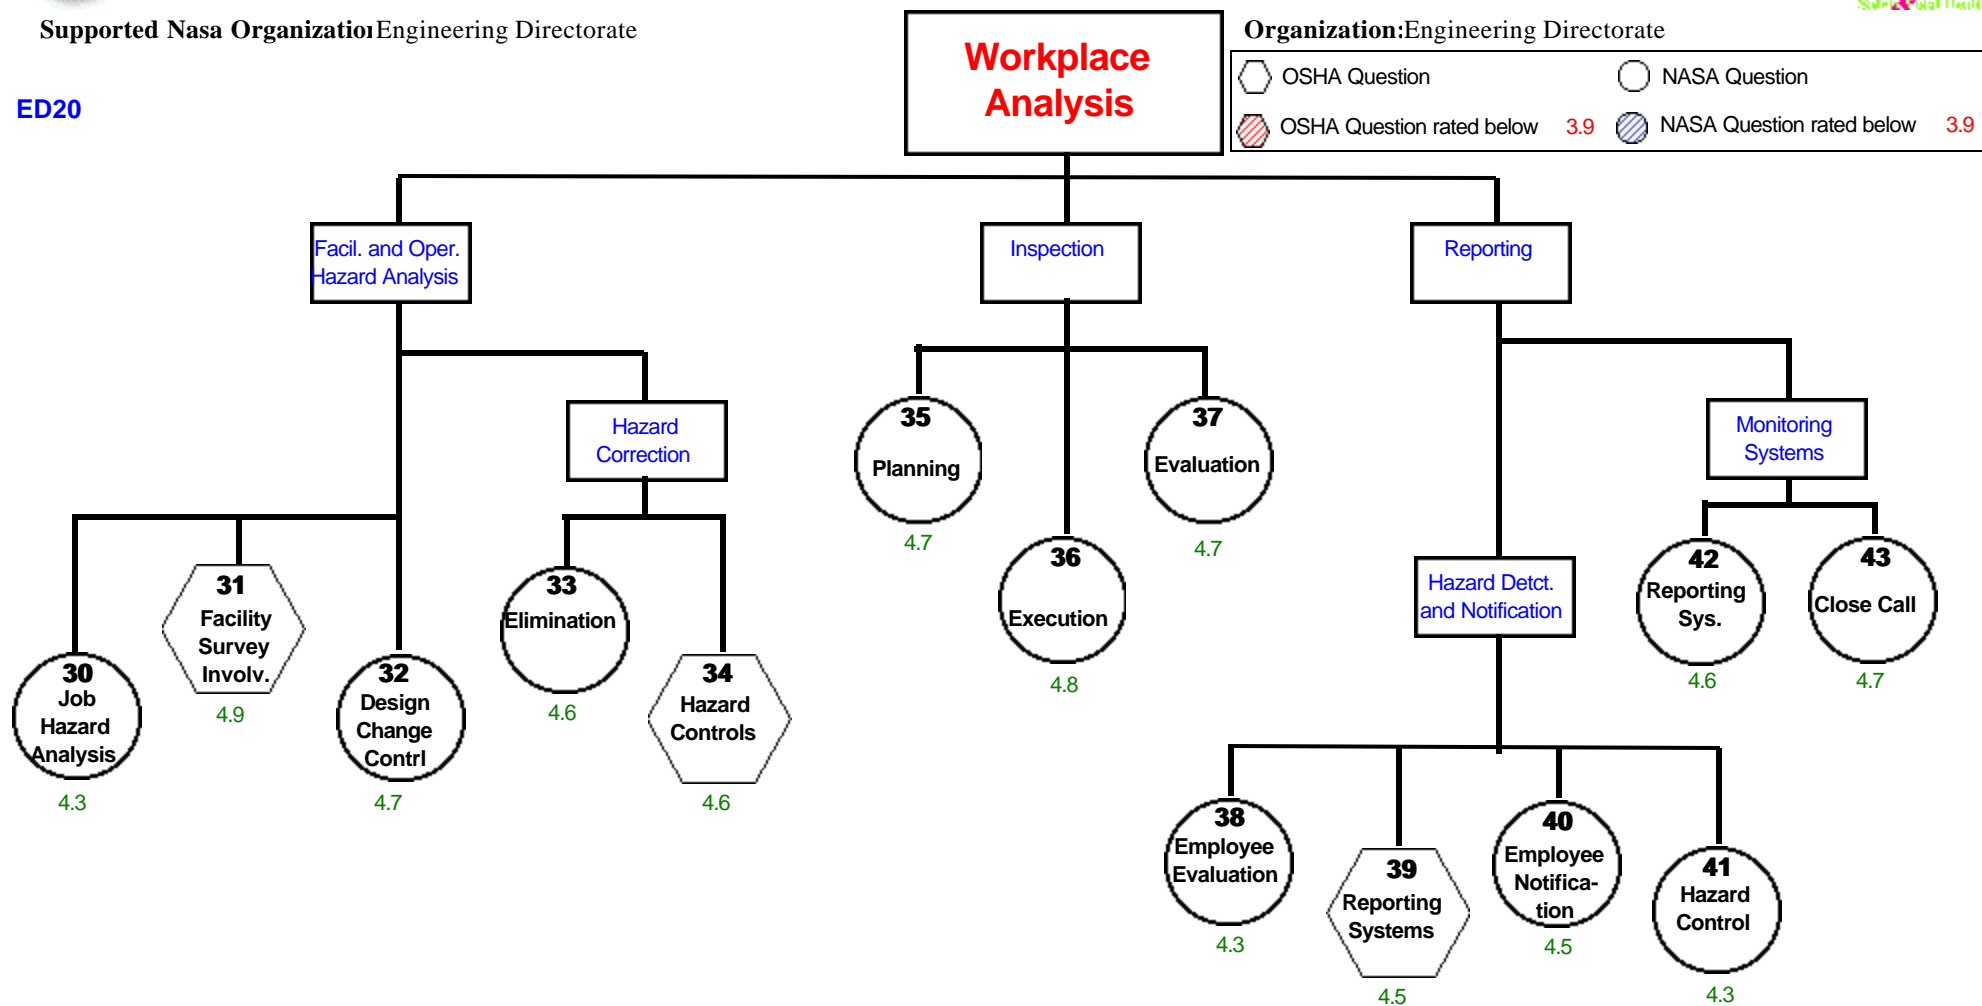 Supported Nasa Organization Engineering Directorate
Organization: Engineering Directorate
ED20
Workplace
Analysis
OSHA Question
NASA Question
OSHA Question rated below 3.9
NASA Question rated below 3.9
Facil. and Oper.
Hazard Analysis
Inspection
Reporting
Hazard
Correction
Monitoring
Systems
Hazard Detct.
and Notification
30
Job
Hazard
Analysis
4.3
31
Facility
Survey
Involv.
4.9
32
Design
Change
Contrl
4.7
33
Elimination
4.6
34
Hazard
Controls
4.6
35
Planning
4.7
36
Execution
4.8
37
Evaluation
4.7
38
Employee
Evaluation
4.3
39
Reporting
Systems
4.5
40
Employee
Notifica-
tion
4.5
41
Hazard
Control
4.3
42
Reporting
Sys.
4.6
43
Close Call
4.7